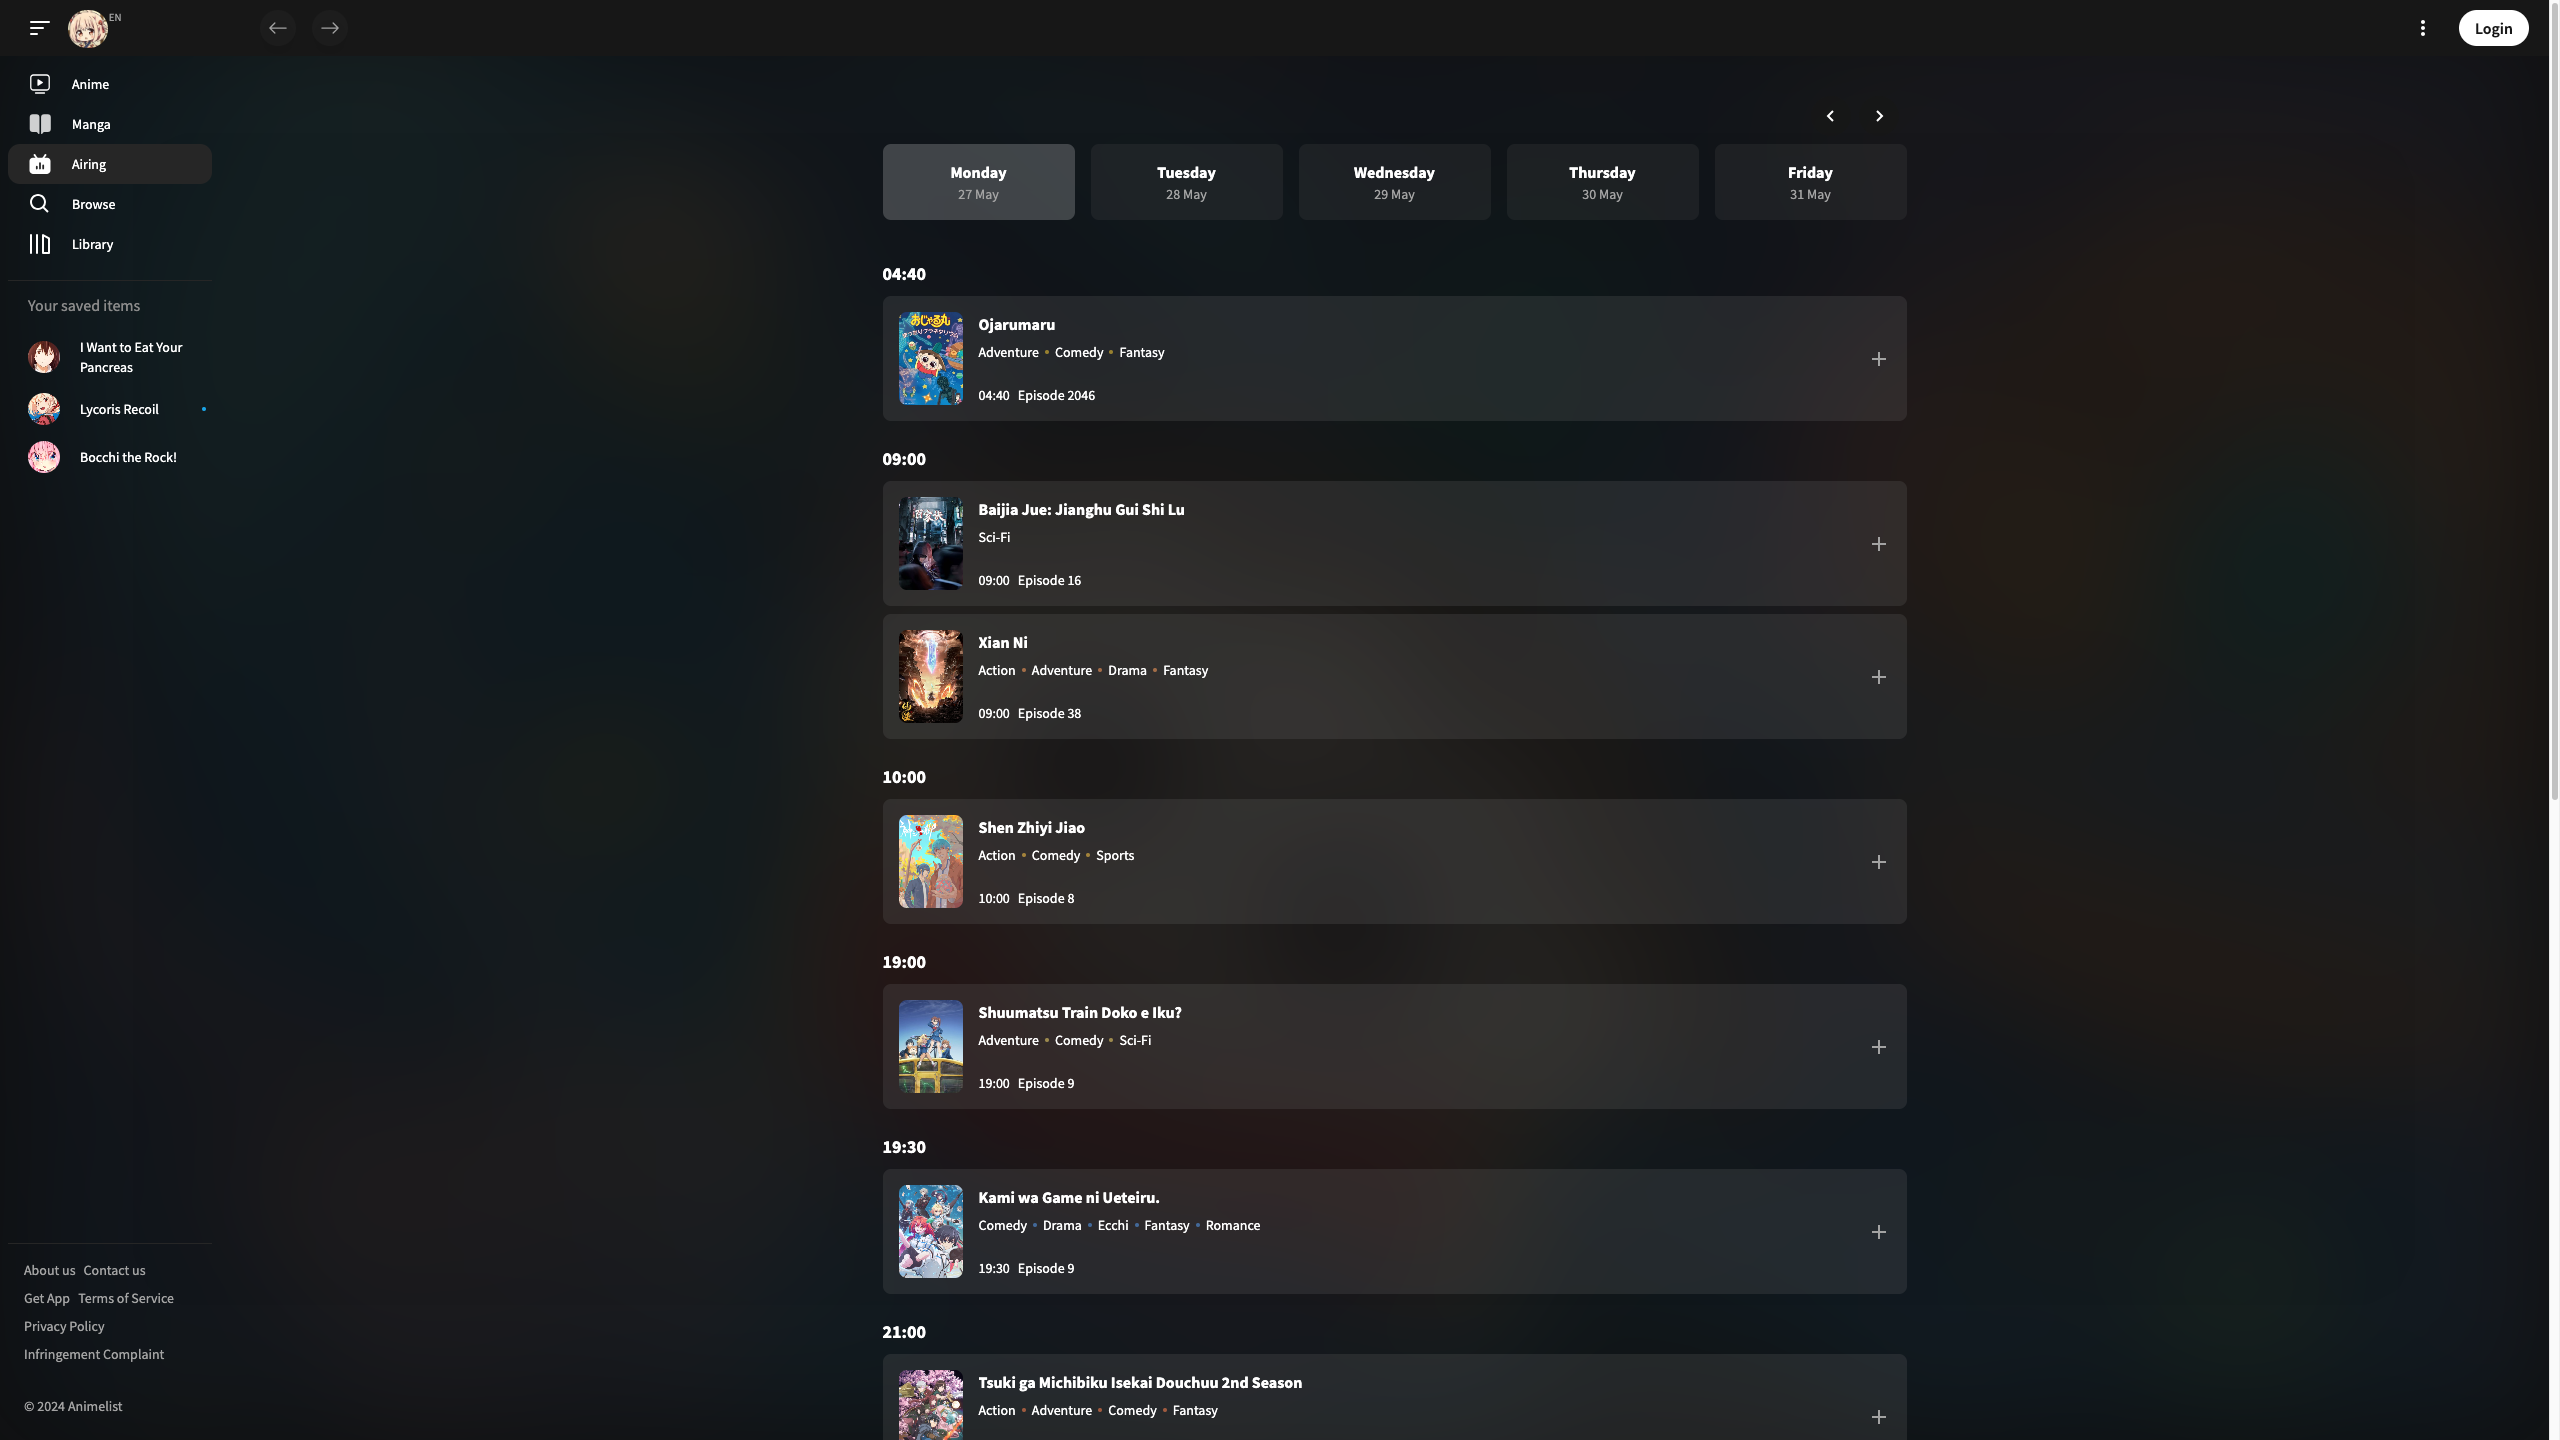 EN
Login
Anime
Manga
Airing
Browse
Library
Your saved items
I Want to Eat Your
Pancreas
Lycoris Recoil
Bocchi the Rock!
About us Contact us
Get App Terms of Service
Privacy Policy
Infringement Complaint
© 2024 Animelist
Monday
27 May
Tuesday
28 May
Wednesday
29 May
Thursday
30 May
Friday
31 May
04:40
おじゃる丸
Ojarumaru
Adventure • Comedy • Fantasy
04:40 Episode 2046
09:00
Baijia Jue: Jianghu Gui Shi Lu
Sci-Fi
09:00 Episode 16
Xian Ni
Action • Adventure • Drama • Fantasy
09:00 Episode 38
10:00
Shen Zhiyi Jiao
Action • Comedy • Sports
10:00 Episode 8
19:00
Shuumatsu Train Doko e Iku?
Adventure • Comedy • Sci-Fi
19:00 Episode 9
19:30
Kami wa Game ni Ueteiru.
Comedy • Drama • Ecchi • Fantasy • Romance
19:30 Episode 9
21:00
Tsuki ga Michibiku Isekai Douchuu 2nd Season
Action • Adventure • Comedy • Fantasy